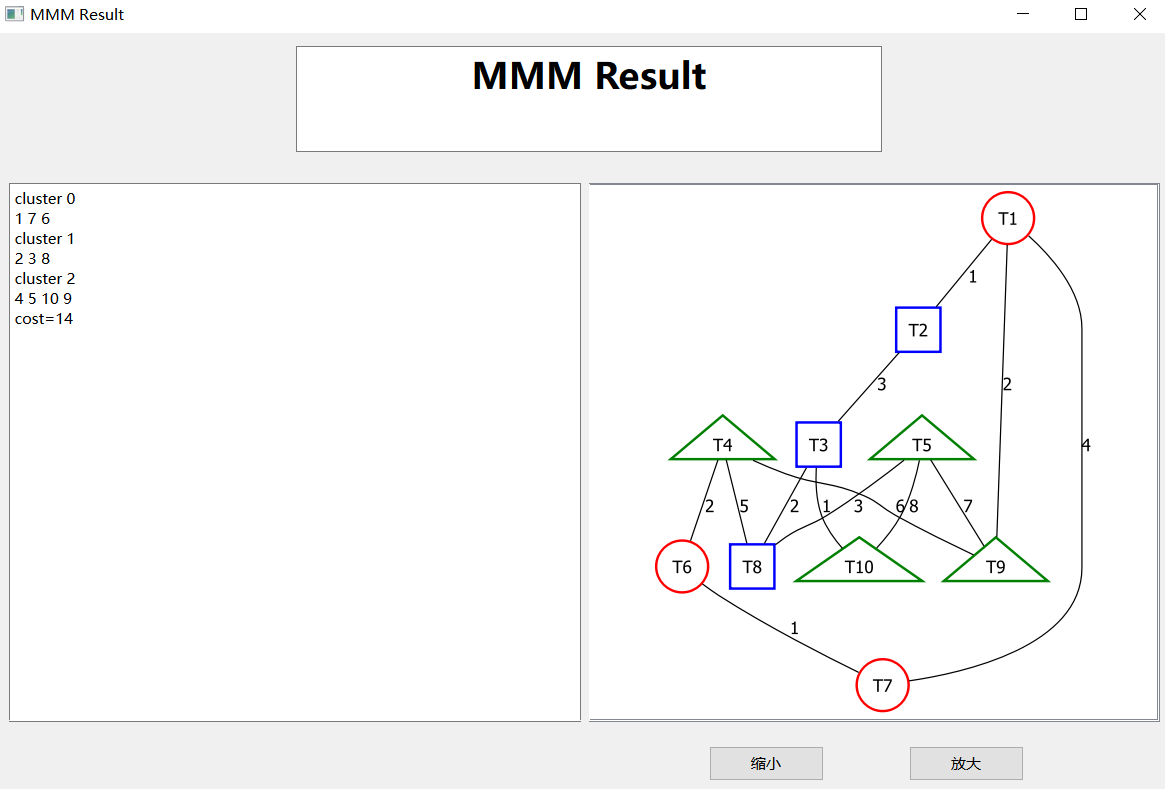 MMM Result
MMM Result
cluster 0
1 7 6
cluster 1
2 3 8
cluster 2
4 5 10 9
cost=14
T1
1
T2
3
2
4
T4
T3
T5
2
5
2
1
3
6
8
7
T6
T8
T10
T9
1
T7
缩小
放大